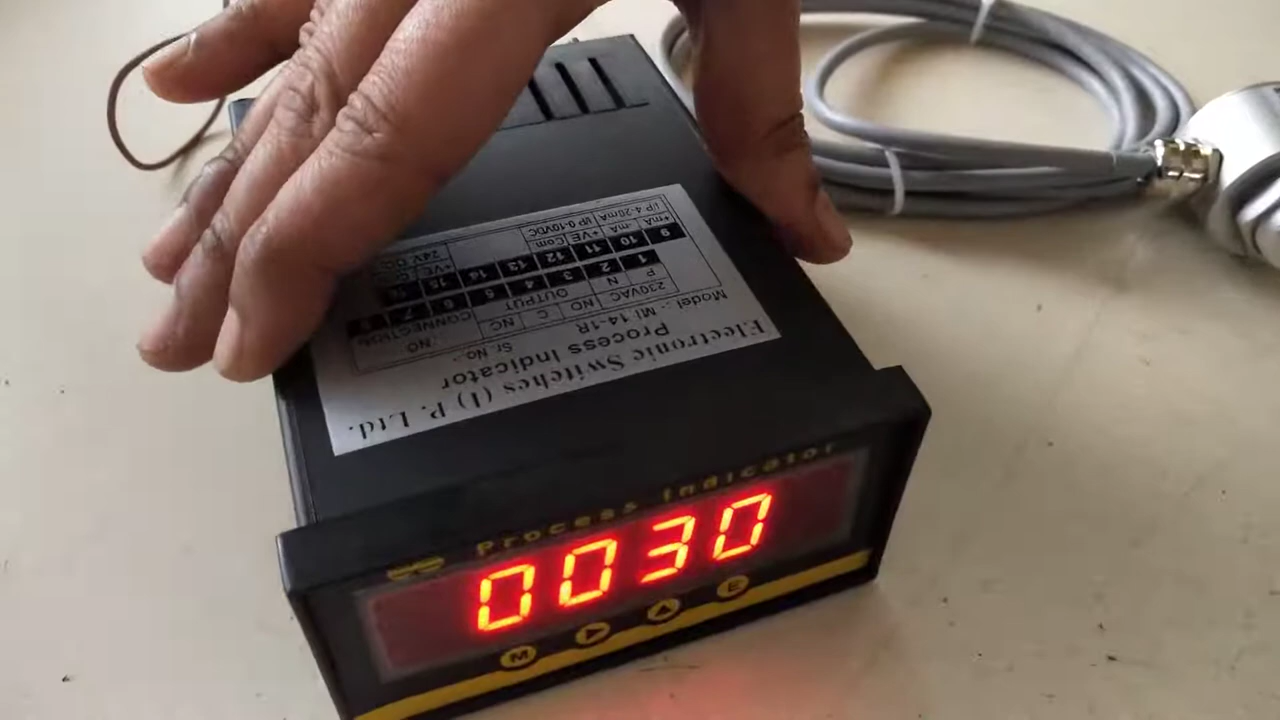 Electronic Switches (I) P. Ltd.
Process Indicator
Model :- MI-14-1R Sr. No :-
230VAC NO C NC NO
P N OUTPUT CONNECTION
1 2 3 4 5 6 7 8
9 10 11 12 13 14 15 16
+mA -mA +VE Com +VE
I/P 4-20mA I/P 0-10VDC 24V DC
Process Indicator
0030
M E